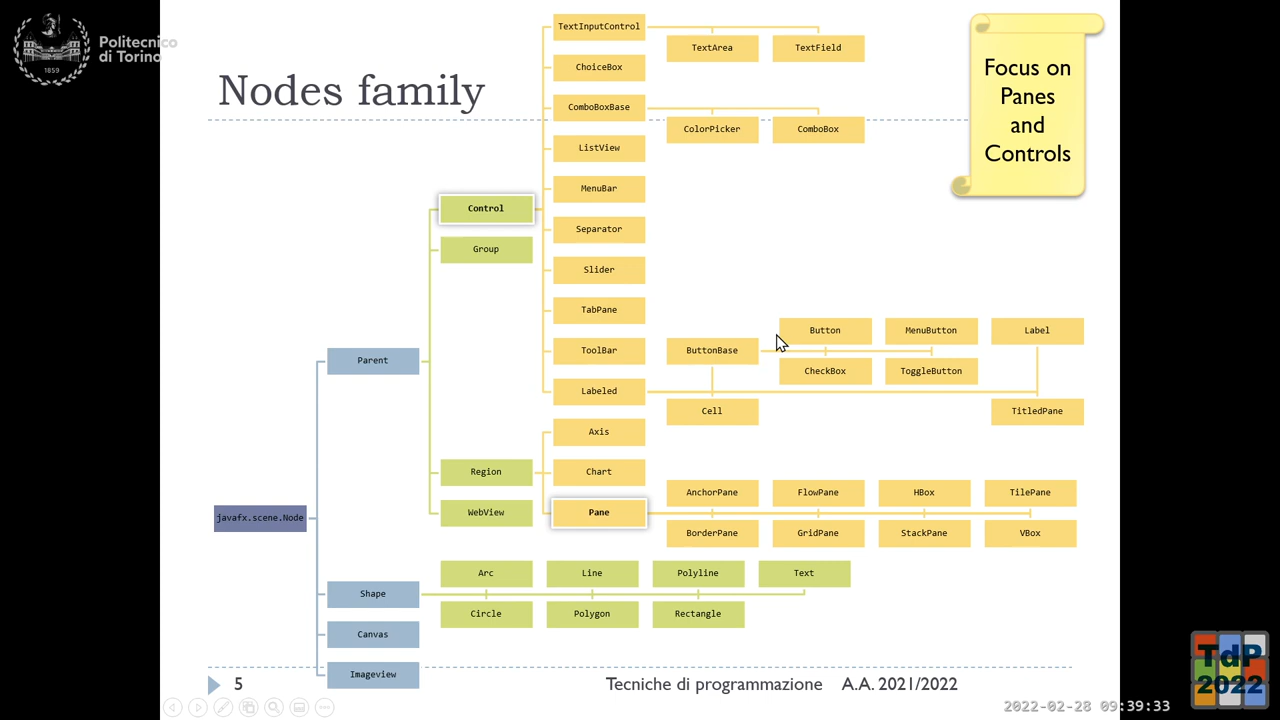 Politecnico
di Torino
1859
Nodes family
Focus on
Panes
and
Controls
TextInputControl
TextArea
TextField
ChoiceBox
ComboBoxBase
ColorPicker
ComboBox
ListView
MenuBar
Control
Separator
Group
Slider
TabPane
Button
MenuButton
Label
ToolBar
ButtonBase
Parent
CheckBox
ToggleButton
Labeled
Cell
TitledPane
Axis
Region
Chart
AnchorPane
FlowPane
HBox
TilePane
WebView
Pane
javafx.scene.Node
BorderPane
GridPane
StackPane
VBox
Arc
Line
Polyline
Text
Shape
Circle
Polygon
Rectangle
Canvas
Imageview
5
Tecniche di programmazione A.A. 2021/2022
TdP
2022
2022-02-28 09:39:33